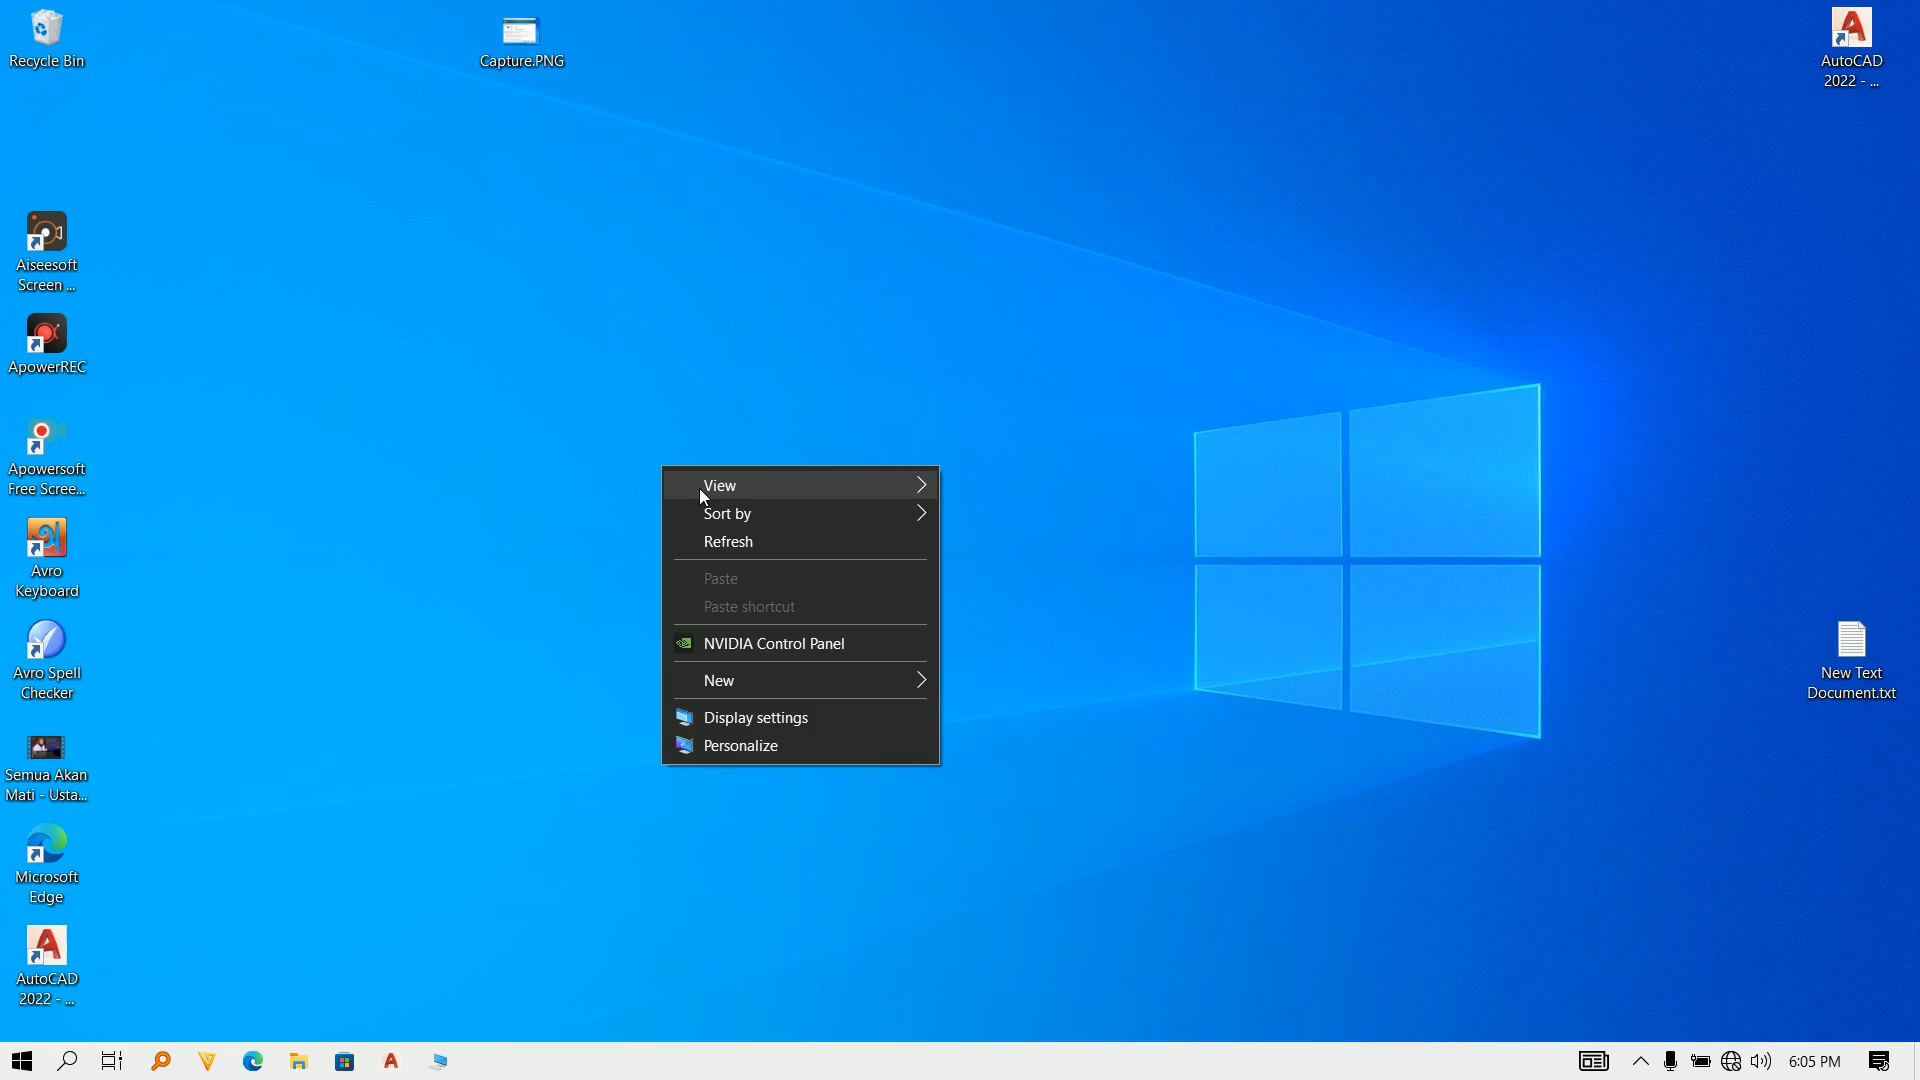 Recycle Bin
Capture.PNG
AutoCAD
2022 - ...
Aiseesoft
Screen ...
ApowerREC
Apowersoft
Free Scree...
Avro
Keyboard
Avro Spell
Checker
Semua Akan
Mati - Usta...
Microsoft
Edge
AutoCAD
2022 - ...
View
Sort by
Refresh
Paste
Paste shortcut
NVIDIA Control Panel
New
Display settings
Personalize
New Text
Document.txt
6:05 PM